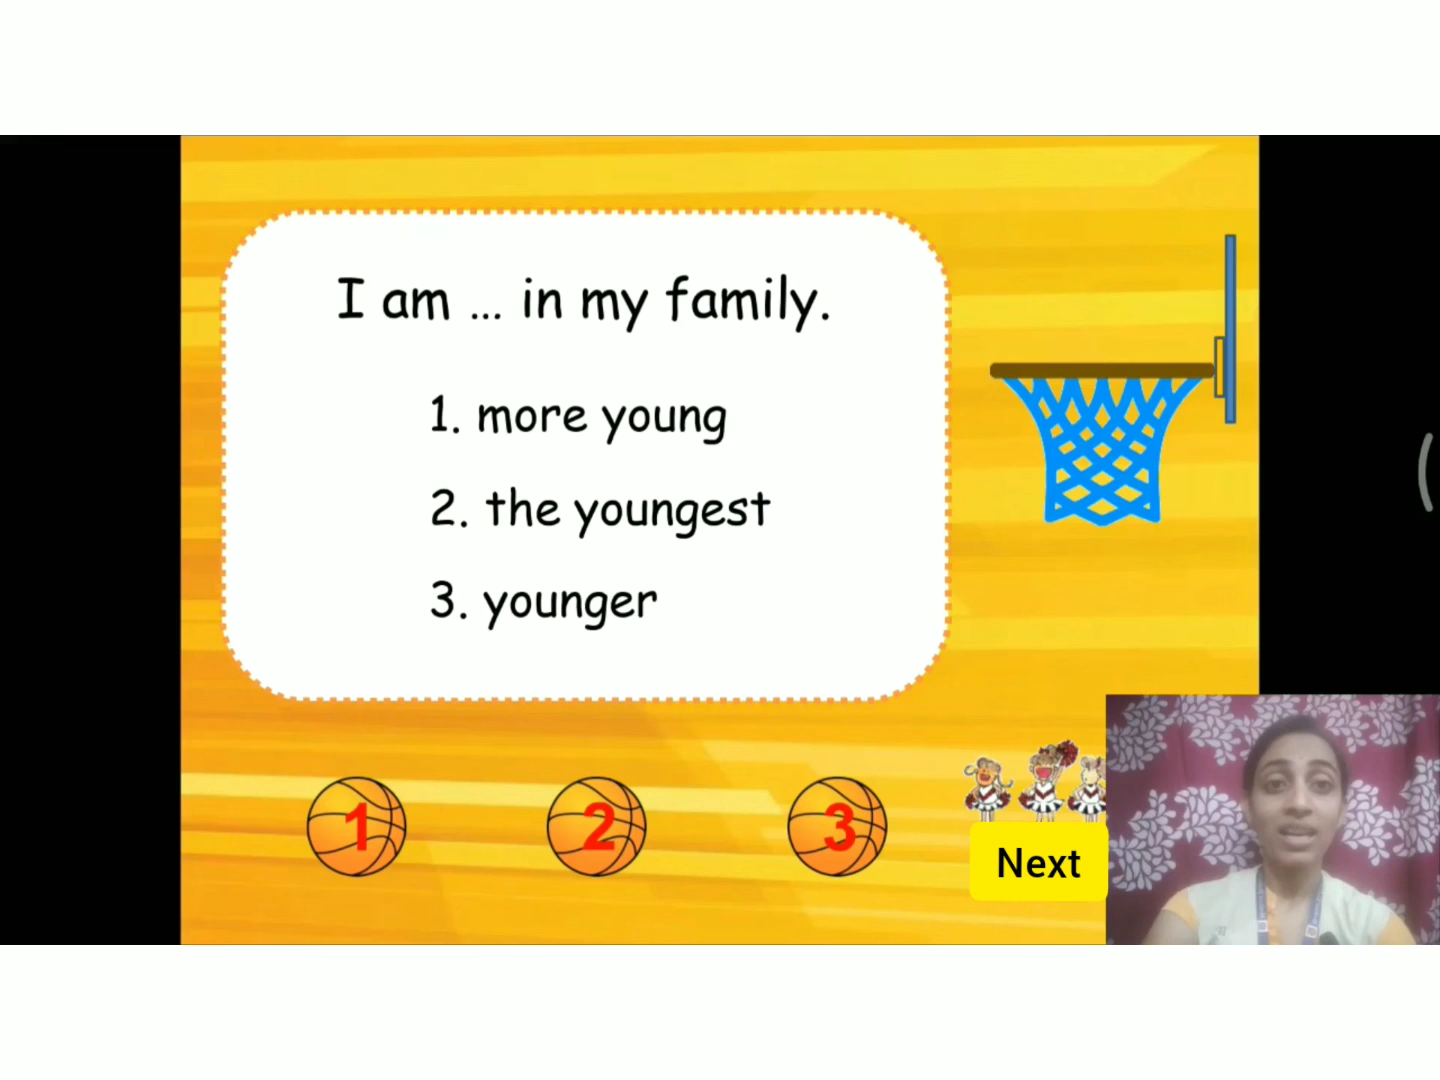 I am ... in my family.
1. more young
2. the youngest
3. younger
1
2
3
Next